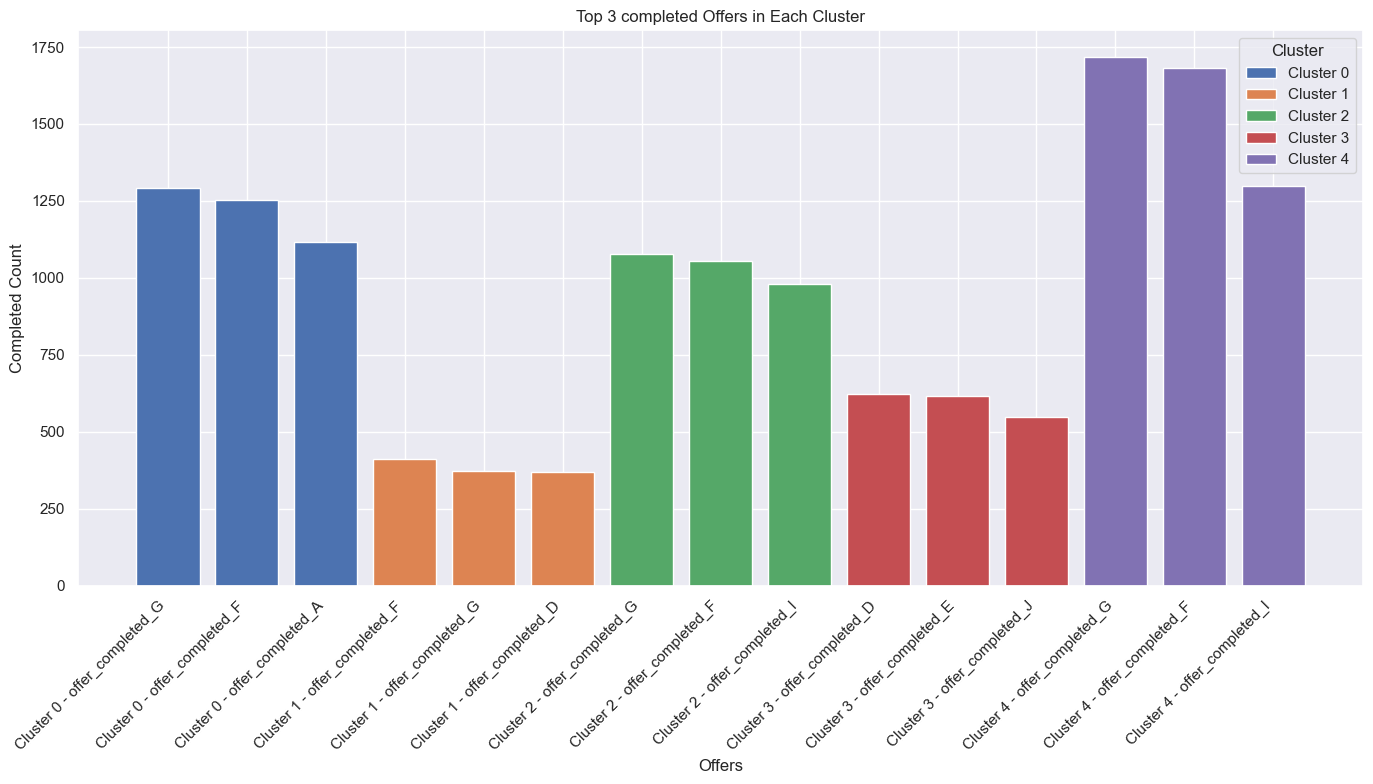 Top 3 completed Offers in Each Cluster
Completed Count
1750
1500
1250
1000
750
500
250
0
Cluster
Cluster 0
Cluster 1
Cluster 2
Cluster 3
Cluster 4
Cluster 0 - offer_completed_G
Cluster 0 - offer_completed_F
Cluster 0 - offer_completed_A
Cluster 1 - offer_completed_F
Cluster 1 - offer_completed_G
Cluster 1 - offer_completed_D
Cluster 2 - offer_completed_G
Cluster 2 - offer_completed_F
Cluster 2 - offer_completed_I
Cluster 3 - offer_completed_D
Cluster 3 - offer_completed_E
Cluster 3 - offer_completed_J
Cluster 4 - offer_completed_G
Cluster 4 - offer_completed_F
Cluster 4 - offer_completed_I
Offers